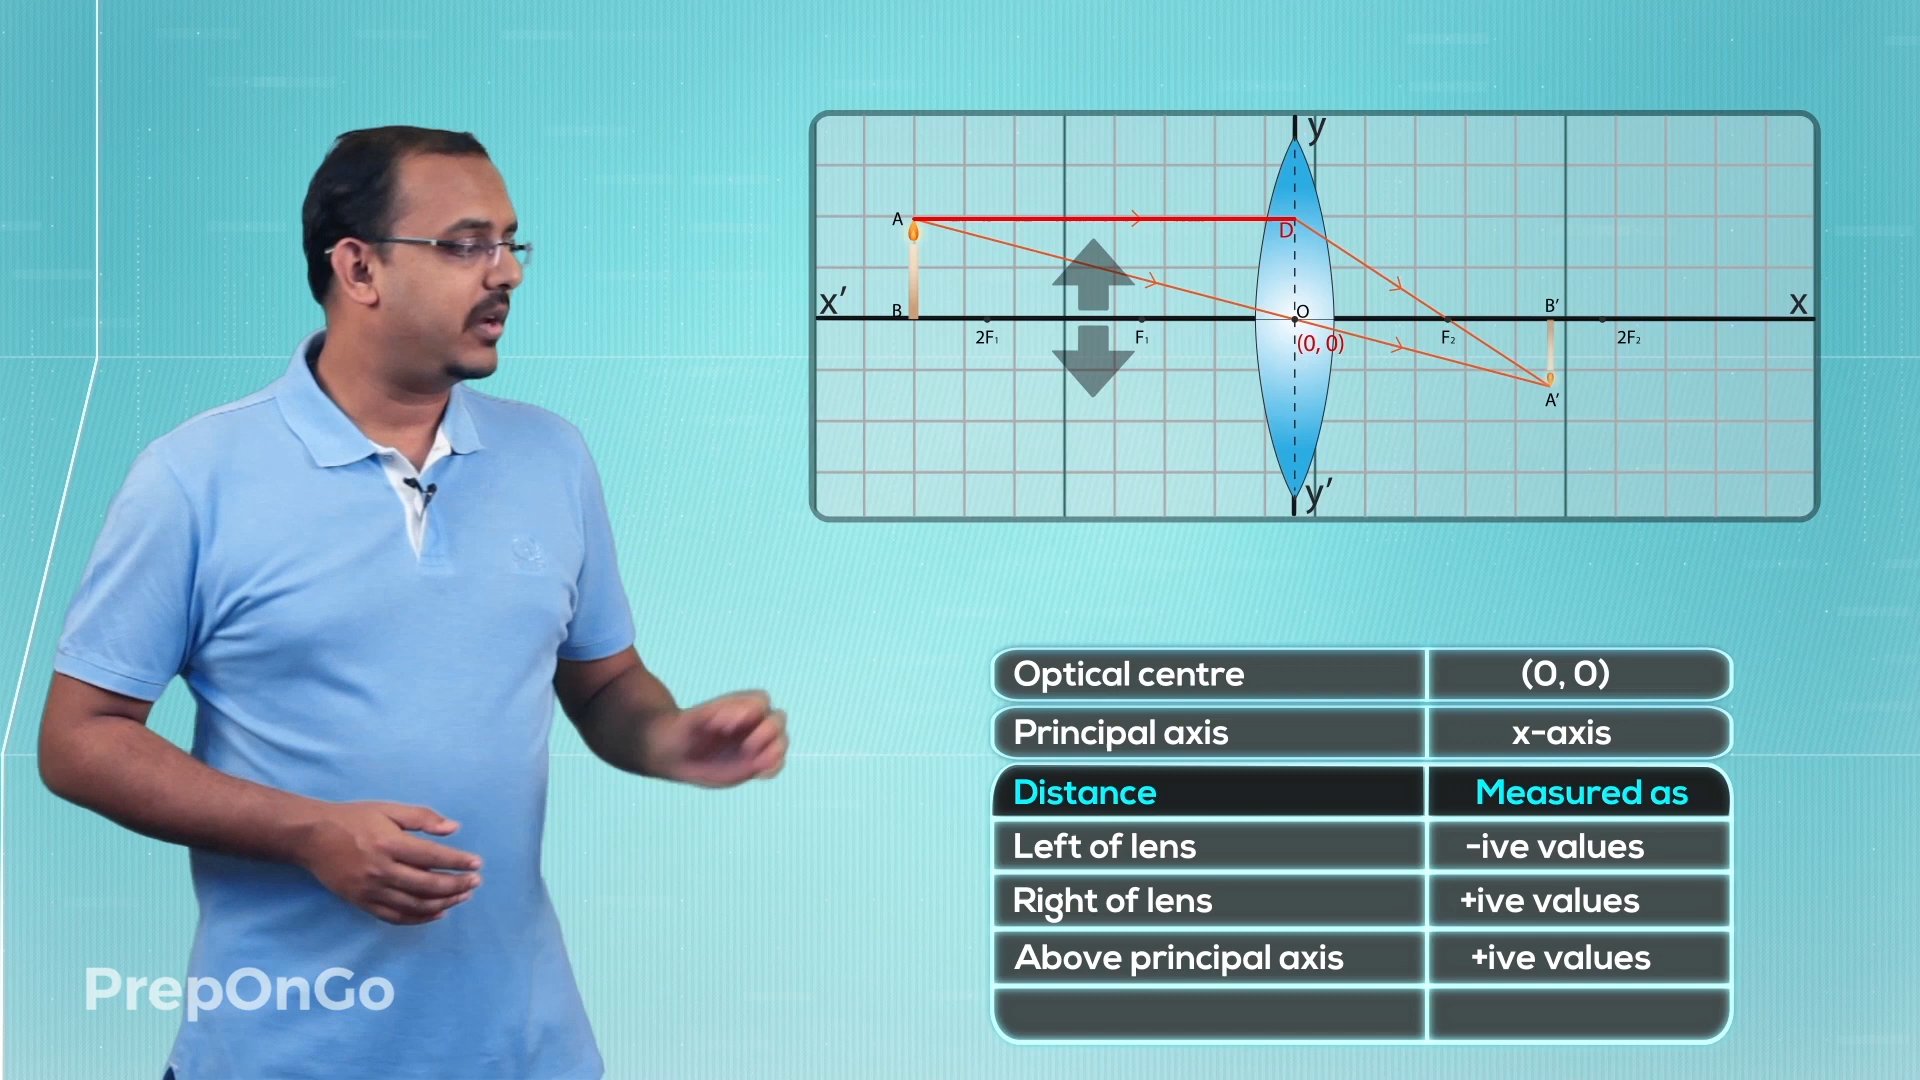 y
A
D
x'
B
O
B'
x
2F₁
F₁
(0, 0)
F₂
2F₂
A'
y'
Optical centre (0, 0)
Principal axis x-axis
Distance Measured as
Left of lens -ive values
Right of lens +ive values
Above principal axis +ive values
PrepOnGo